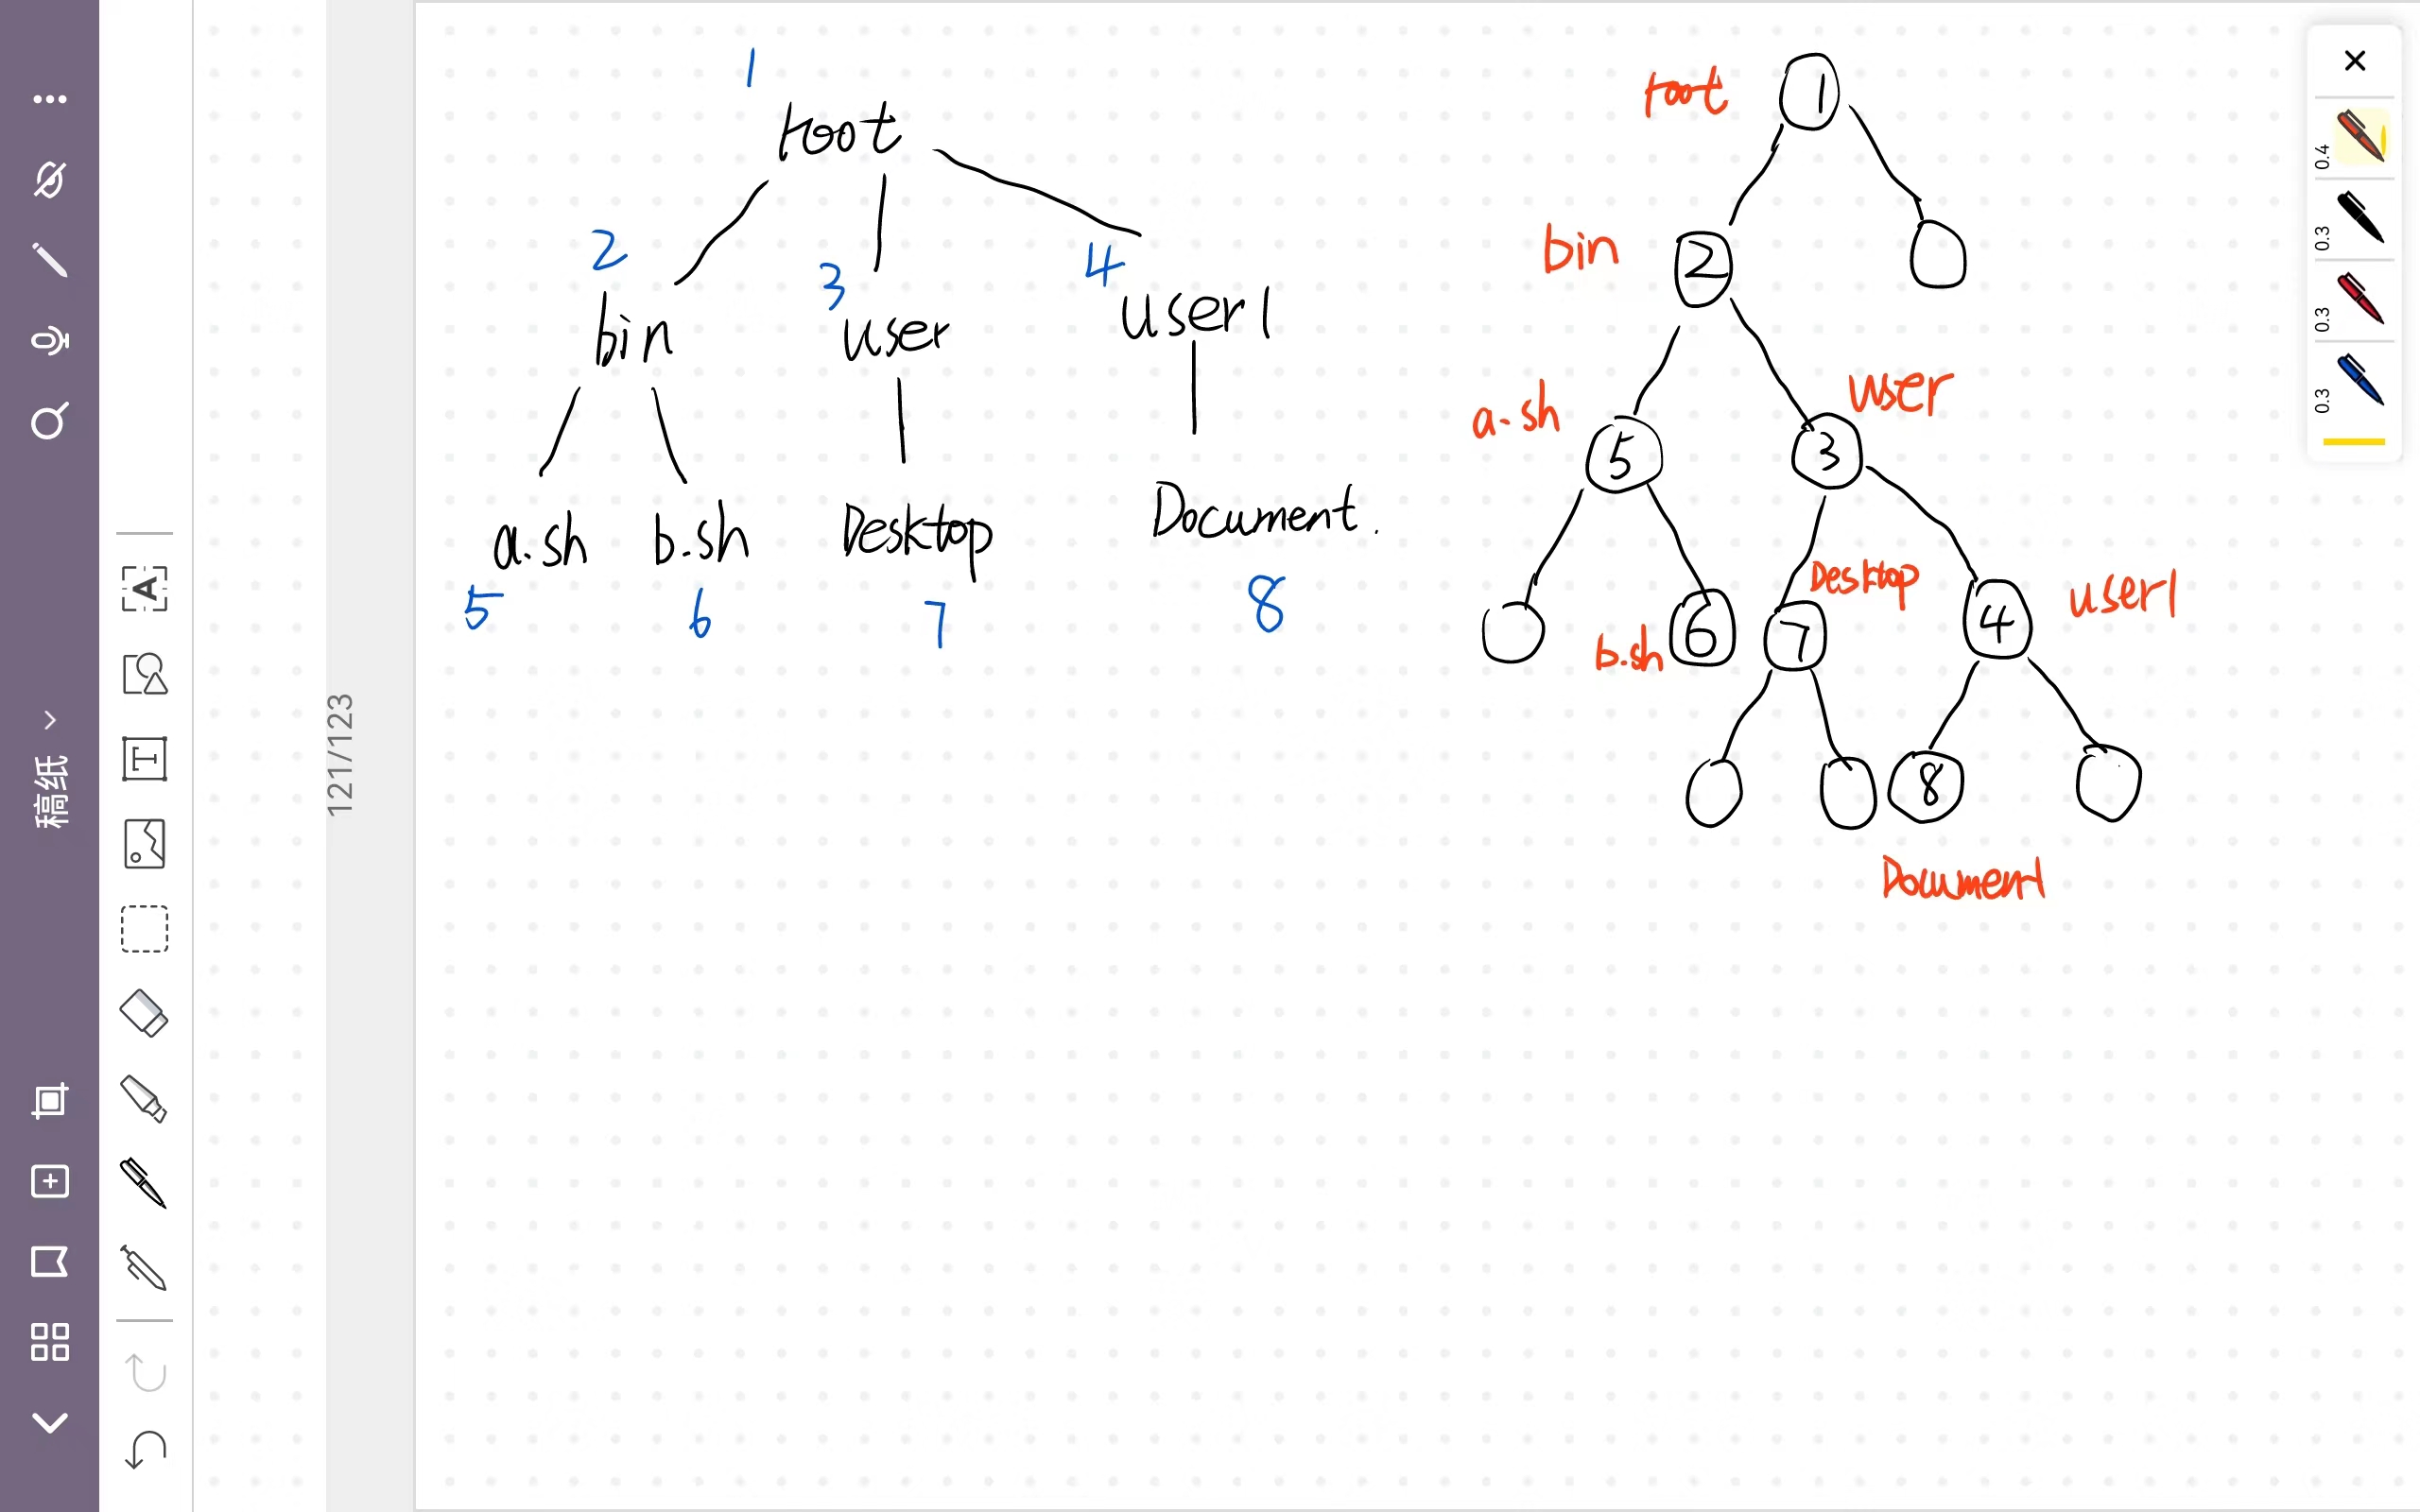 1
root
2
3
4
bin
user
user1
a.sh
b.sh
Desktop
Document.
5
6
7
8
root
1
bin
2
a.sh
user
5
3
Desktop
user1
b.sh
6
7
4
8
Document
0.4
0.3
0.3
0.3
121/123
稿纸
A
T